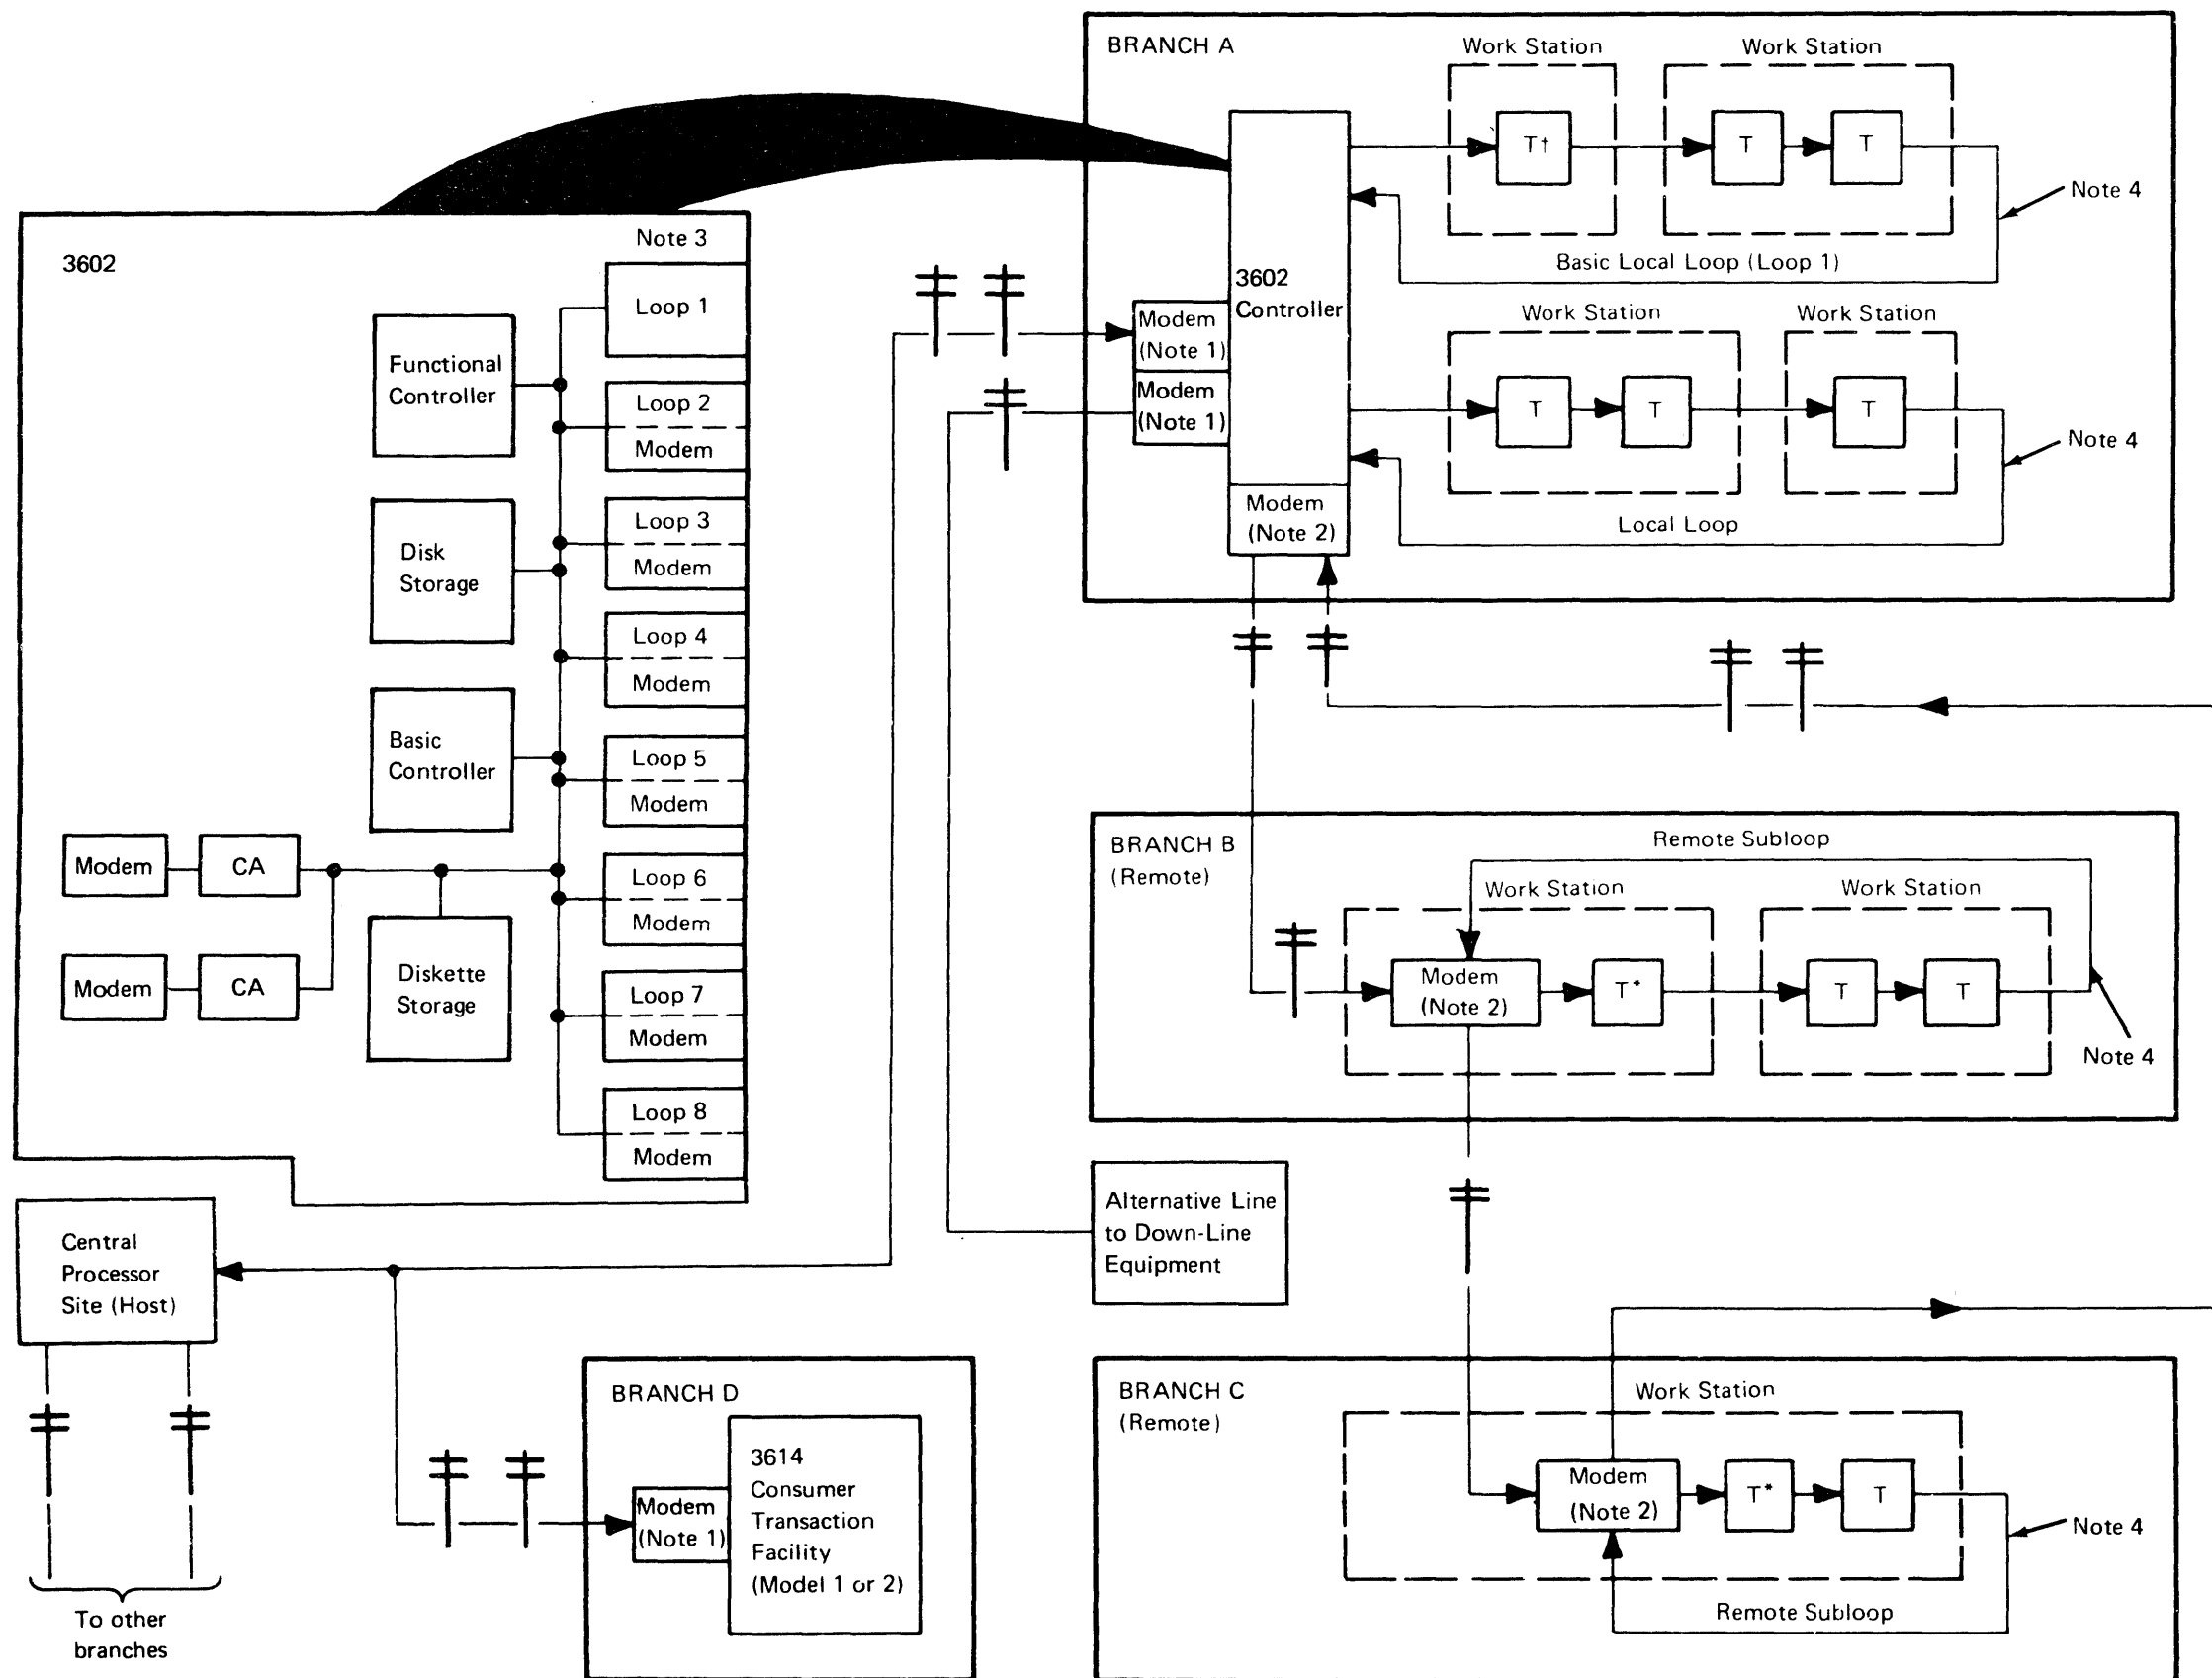 BRANCH A
Work Station
Work Station
T†
T
T
Note 4
Basic Local Loop (Loop 1)
3602
Controller
Modem
(Note 1)
Modem
(Note 1)
Work Station
Work Station
T
T
T
Note 4
Local Loop
Modem
(Note 2)
3602
Note 3
Loop 1
Functional
Controller
Loop 2
Modem
Disk
Storage
Loop 3
Modem
Loop 4
Modem
Basic
Controller
Loop 5
Modem
Modem
CA
Loop 6
Modem
Modem
CA
Diskette
Storage
Loop 7
Modem
Loop 8
Modem
BRANCH B
(Remote)
Remote Subloop
Work Station
Work Station
Modem
(Note 2)
T*
T
T
Note 4
Alternative Line
to Down-Line
Equipment
Central
Processor
Site (Host)
To other
branches
BRANCH D
Modem
(Note 1)
3614
Consumer
Transaction
Facility
(Model 1 or 2)
BRANCH C
(Remote)
Work Station
Modem
(Note 2)
T*
T
Note 4
Remote Subloop